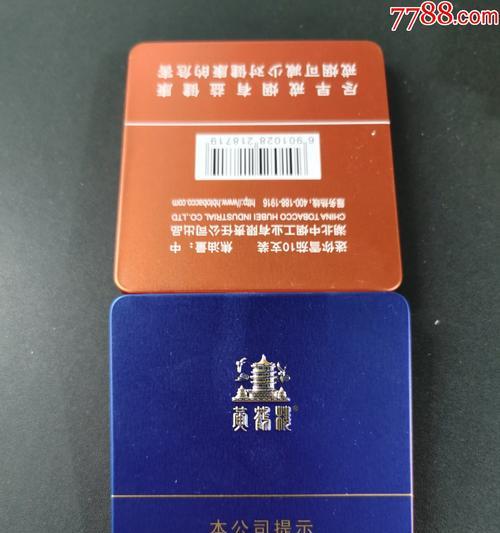 7788.com
迷你雪茄10支装 焦油量：中
湖北中烟工业有限责任公司出品
CHINA TOBACCO HUBEI INDUSTRIAL CO.,LTD
服务热线：400-188-1916 http://www.hbtobacco.com
6 901028 218719
尽早戒烟有益健康
戒烟可减少对健康的危害
黄鹤楼®
本公司提示